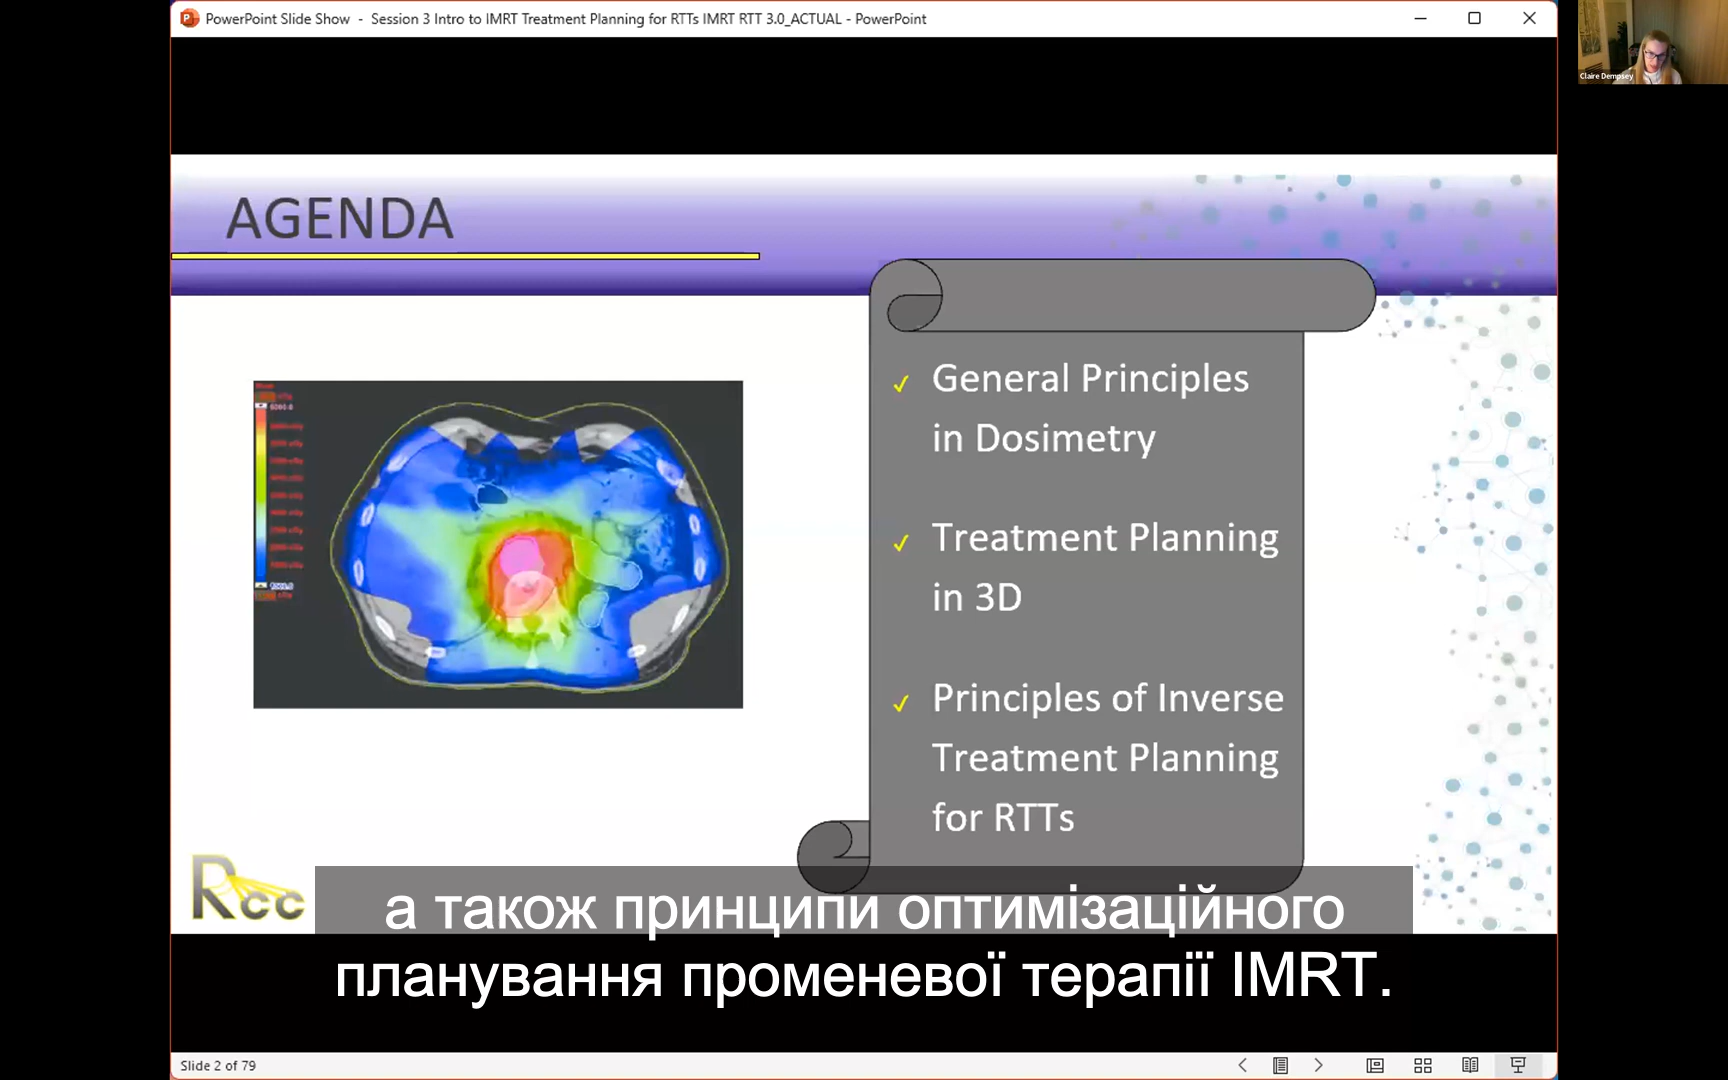 PowerPoint Slide Show - Session 3 Intro to IMRT Treatment Planning for RTTs IMRT RTT 3.0_ACTUAL - PowerPoint
Claire Dempsey
AGENDA
✓ General Principles
in Dosimetry
✓ Treatment Planning
in 3D
✓ Principles of Inverse
Treatment Planning
for RTTs
Rcc
а також принципи оптимізаційного
планування променевої терапії IMRT.
Slide 2 of 79